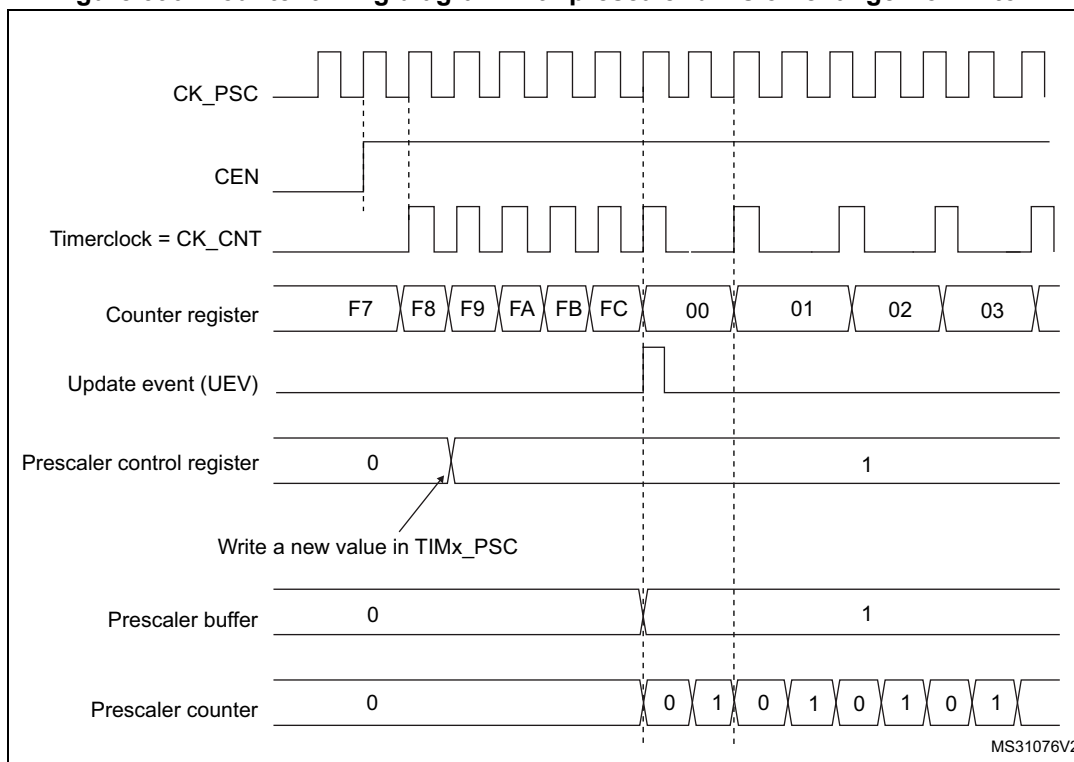 CK_PSC
CEN
Timerclock = CK_CNT
Counter register F7 F8 F9 FA FB FC 00 01 02 03
Update event (UEV)
Prescaler control register 0 1
Write a new value in TIMx_PSC
Prescaler buffer 0 1
Prescaler counter 0 0 1 0 1 0 1 0 1
MS31076V2